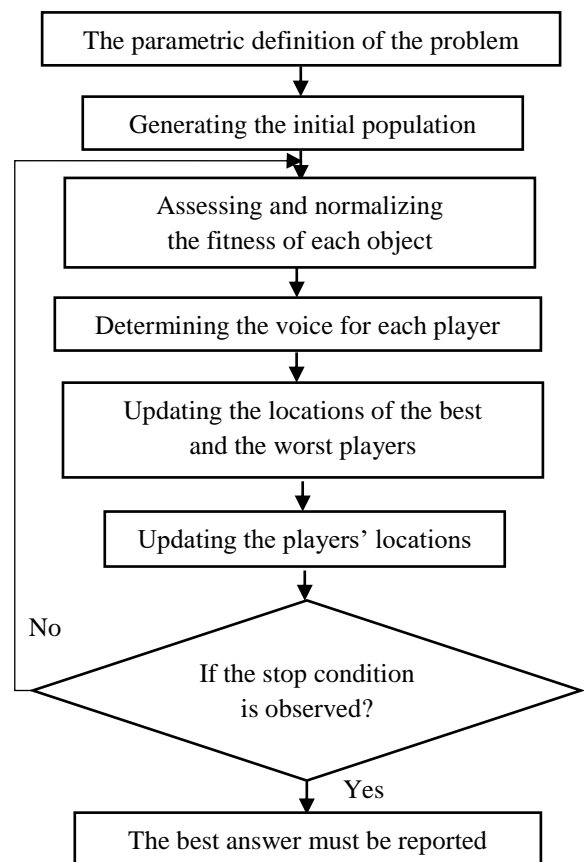 The parametric definition of the problem
Generating the initial population
Assessing and normalizing
the fitness of each object
Determining the voice for each player
Updating the locations of the best
and the worst players
Updating the players’ locations
No
If the stop condition
is observed?
Yes
The best answer must be reported